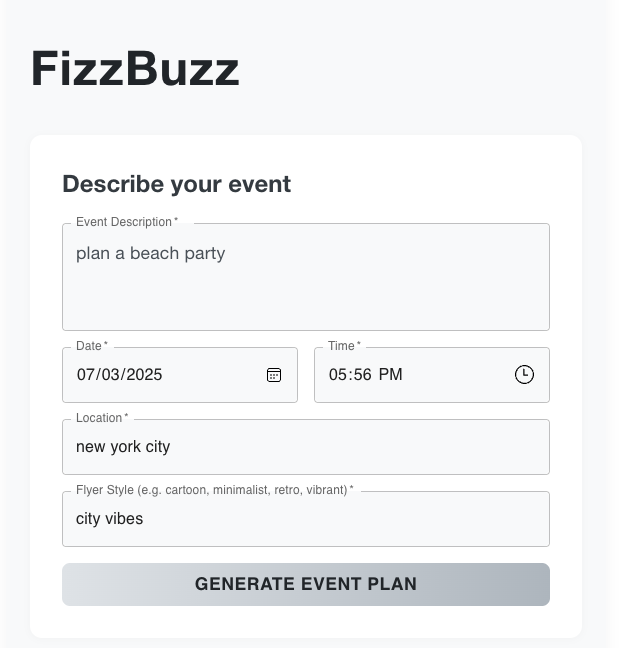 FizzBuzz
Describe your event
Event Description *
plan a beach party
Date * Time *
07/03/2025 05:56 PM
Location *
new york city
Flyer Style (e.g. cartoon, minimalist, retro, vibrant) *
city vibes
GENERATE EVENT PLAN